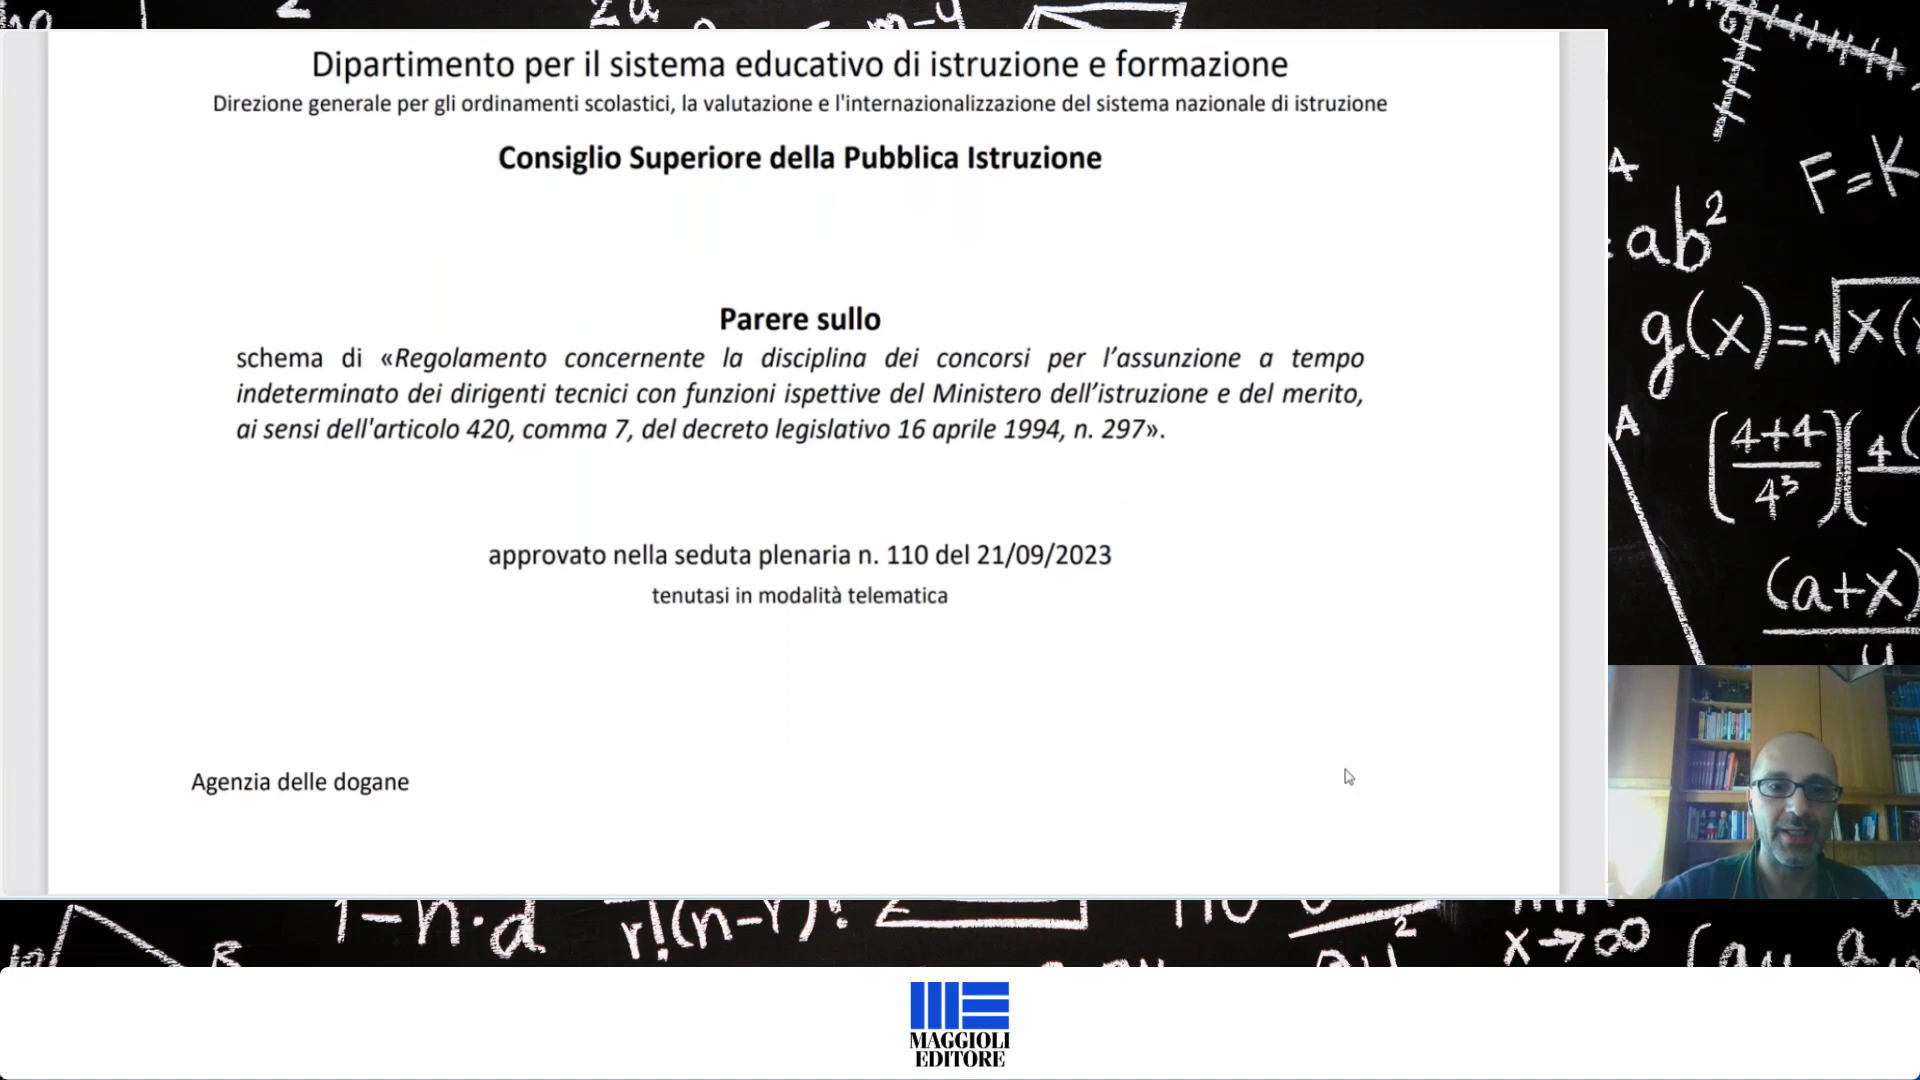 Dipartimento per il sistema educativo di istruzione e formazione
Direzione generale per gli ordinamenti scolastici, la valutazione e l'internazionalizzazione del sistema nazionale di istruzione
Consiglio Superiore della Pubblica Istruzione
Parere sullo
schema di «Regolamento concernente la disciplina dei concorsi per l’assunzione a tempo
indeterminato dei dirigenti tecnici con funzioni ispettive del Ministero dell’istruzione e del merito,
ai sensi dell'articolo 420, comma 7, del decreto legislativo 16 aprile 1994, n. 297».
approvato nella seduta plenaria n. 110 del 21/09/2023
tenutasi in modalità telematica
Agenzia delle dogane
F=K
ab²
g(x)=√x(
A
4+4
4³
(a+x)
1-n·d
r!(n-r)!
x→∞
MAGGIOLI
EDITORE